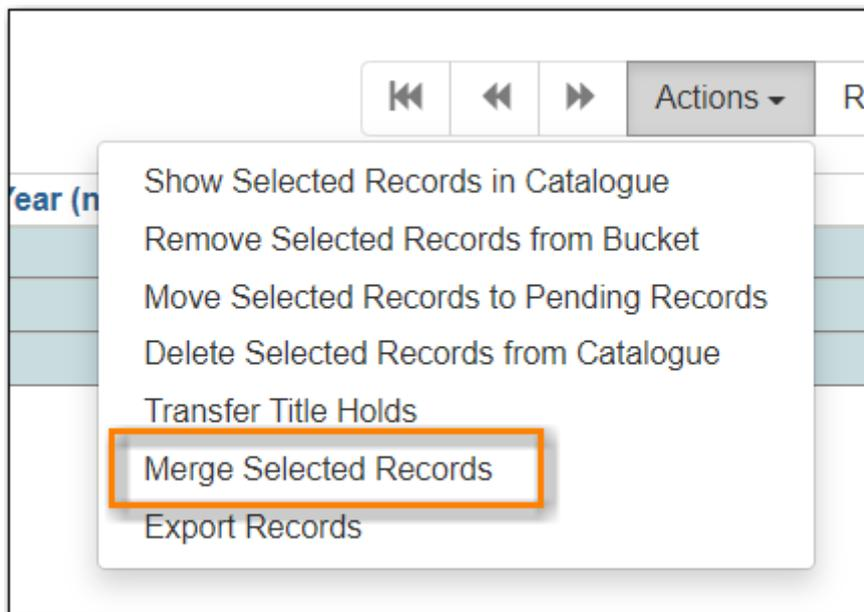 Actions
R
Year (n
Show Selected Records in Catalogue
Remove Selected Records from Bucket
Move Selected Records to Pending Records
Delete Selected Records from Catalogue
Transfer Title Holds
Merge Selected Records
Export Records